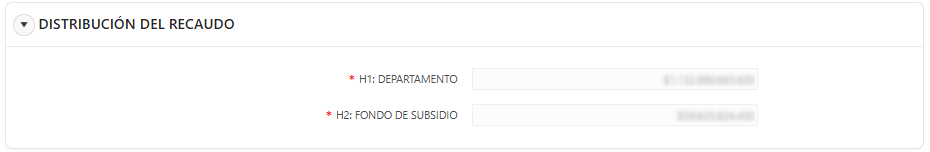 DISTRIBUCIÓN DEL RECAUDO
* H1: DEPARTAMENTO
* H2: FONDO DE SUBSIDIO